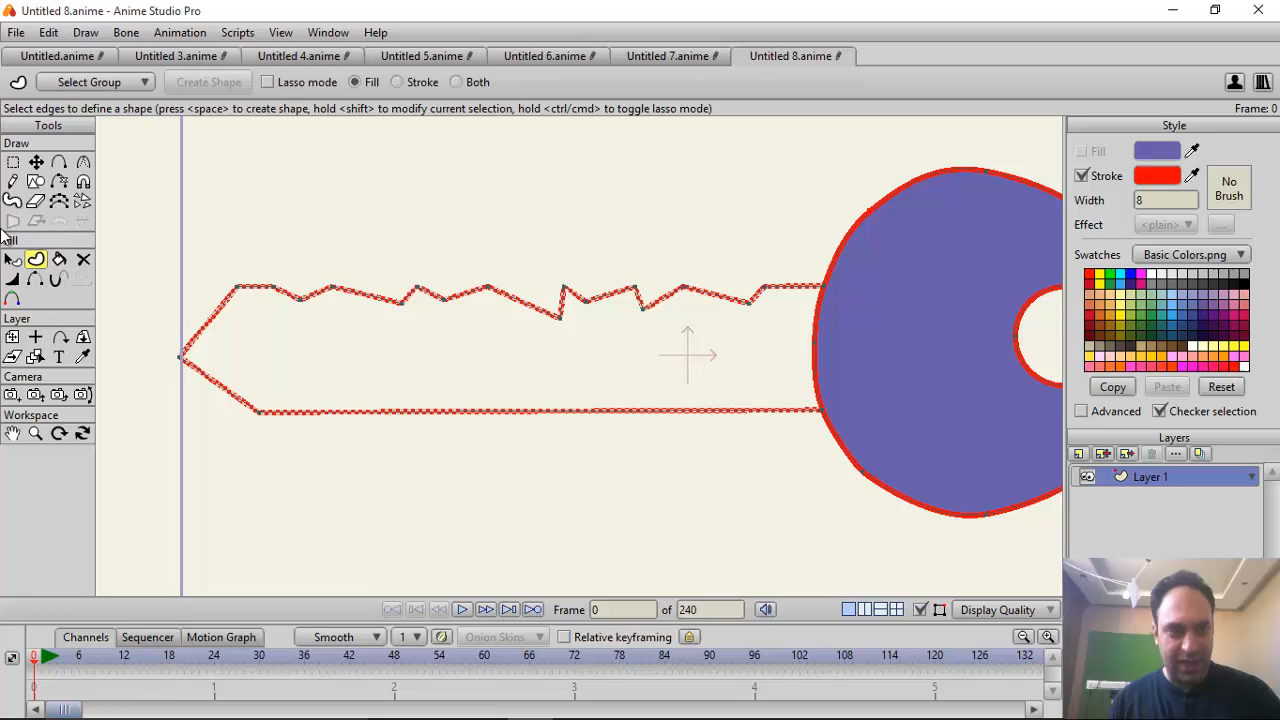 Untitled 8.anime - Anime Studio Pro
File Edit Draw Bone Animation Scripts View Window Help
Untitled.anime Untitled 3.anime Untitled 4.anime Untitled 5.anime Untitled 6.anime Untitled 7.anime Untitled 8.anime
Select Group Create Shape Lasso mode Fill Stroke Both
Select edges to define a shape (press <space> to create shape, hold <shift> to modify current selection, hold <ctrl/cmd> to toggle lasso mode) Frame: 0
Tools
Draw
Layer
Camera
Workspace
Style
Fill
Stroke
No Brush
Width 8
Effect <plain> ...
Swatches Basic Colors.png
Copy Paste Reset
Advanced Checker selection
Layers
Layer 1
Frame 0 of 240 Display Quality
Channels Sequencer Motion Graph Smooth 1 Onion Skins Relative keyframing
0 6 12 18 24 30 36 42 48 54 60 66 72 78 84 90 96 102 108 114 120 126 132
0 1 2 3 4 5